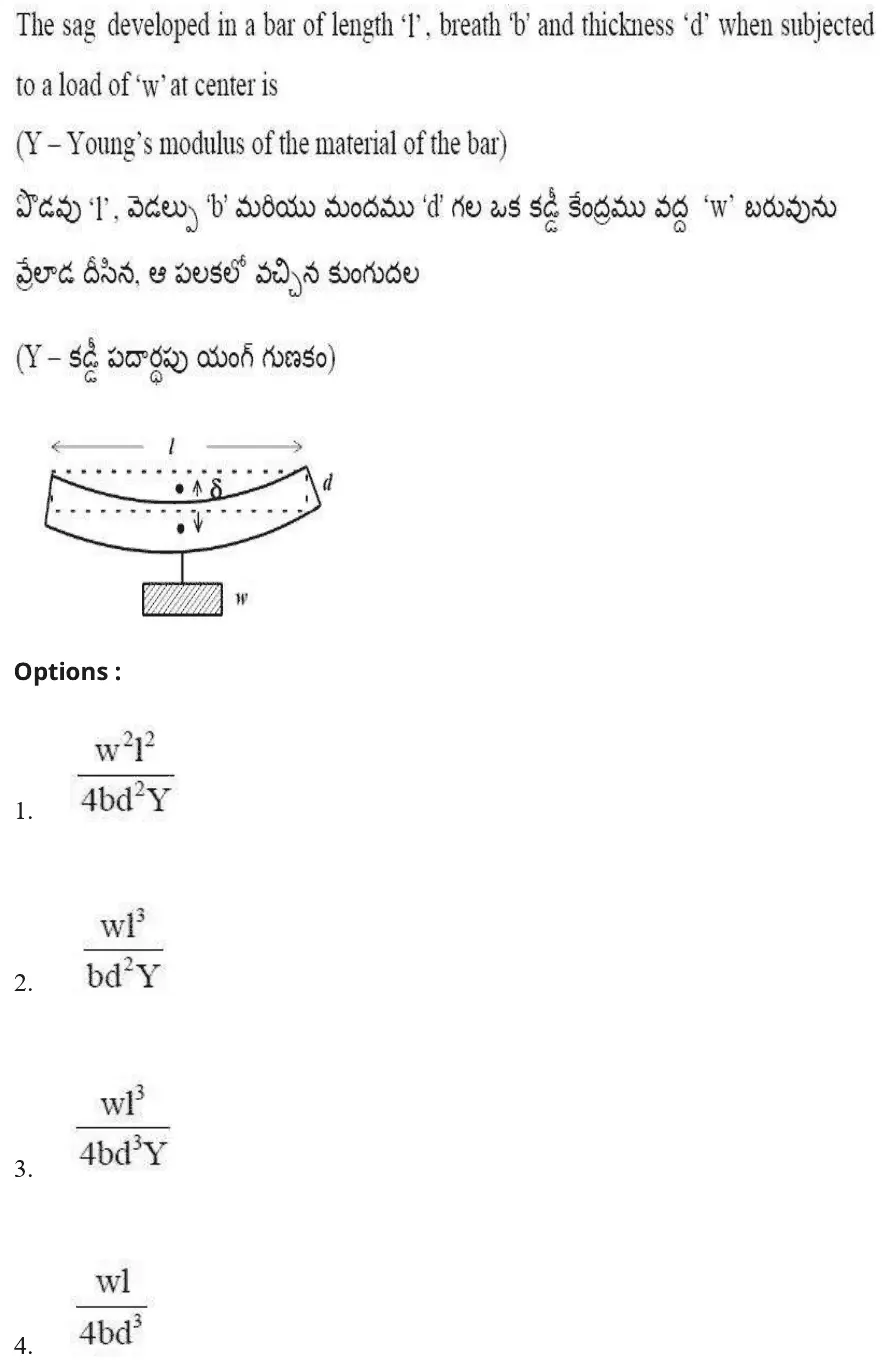 The sag developed in a bar of length ‘l’, breath ‘b’ and thickness ‘d’ when subjected
to a load of ‘w’ at center is
(Y – Young’s modulus of the material of the bar)
పొడవు ‘l’, వెడల్పు ‘b’ మరియు మందము ‘d’ గల ఒక కడ్డీ కేంద్రము వద్ద ‘w’ బరువును
వ్రేలాడ దీసిన, ఆ పలకలో వచ్చిన కుంగుదల
(Y – కడ్డీ పదార్థపు యంగ్ గుణకం)
l
δ
d
w
Options :
1. w²l² / 4bd²Y
2. wl³ / bd²Y
3. wl³ / 4bd³Y
4. wl / 4bd³